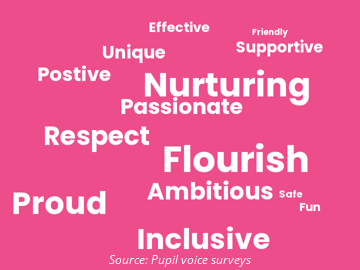 Effective
Friendly
Unique
Supportive
Postive
Nurturing
Passionate
Respect
Flourish
Ambitious
Safe
Proud
Fun
Inclusive
Source: Pupil voice surveys